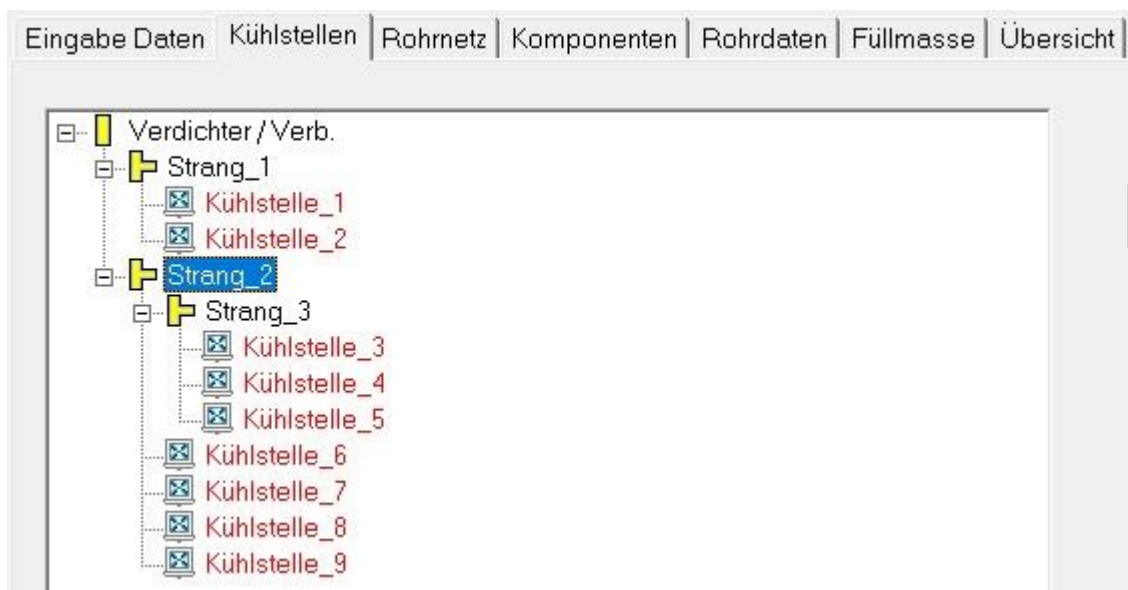 Eingabe Daten Kühlstellen Rohrnetz Komponenten Rohrdaten Füllmasse Übersicht
Verdichter / Verb.
Strang_1
Kühlstelle_1
Kühlstelle_2
Strang_2
Strang_3
Kühlstelle_3
Kühlstelle_4
Kühlstelle_5
Kühlstelle_6
Kühlstelle_7
Kühlstelle_8
Kühlstelle_9